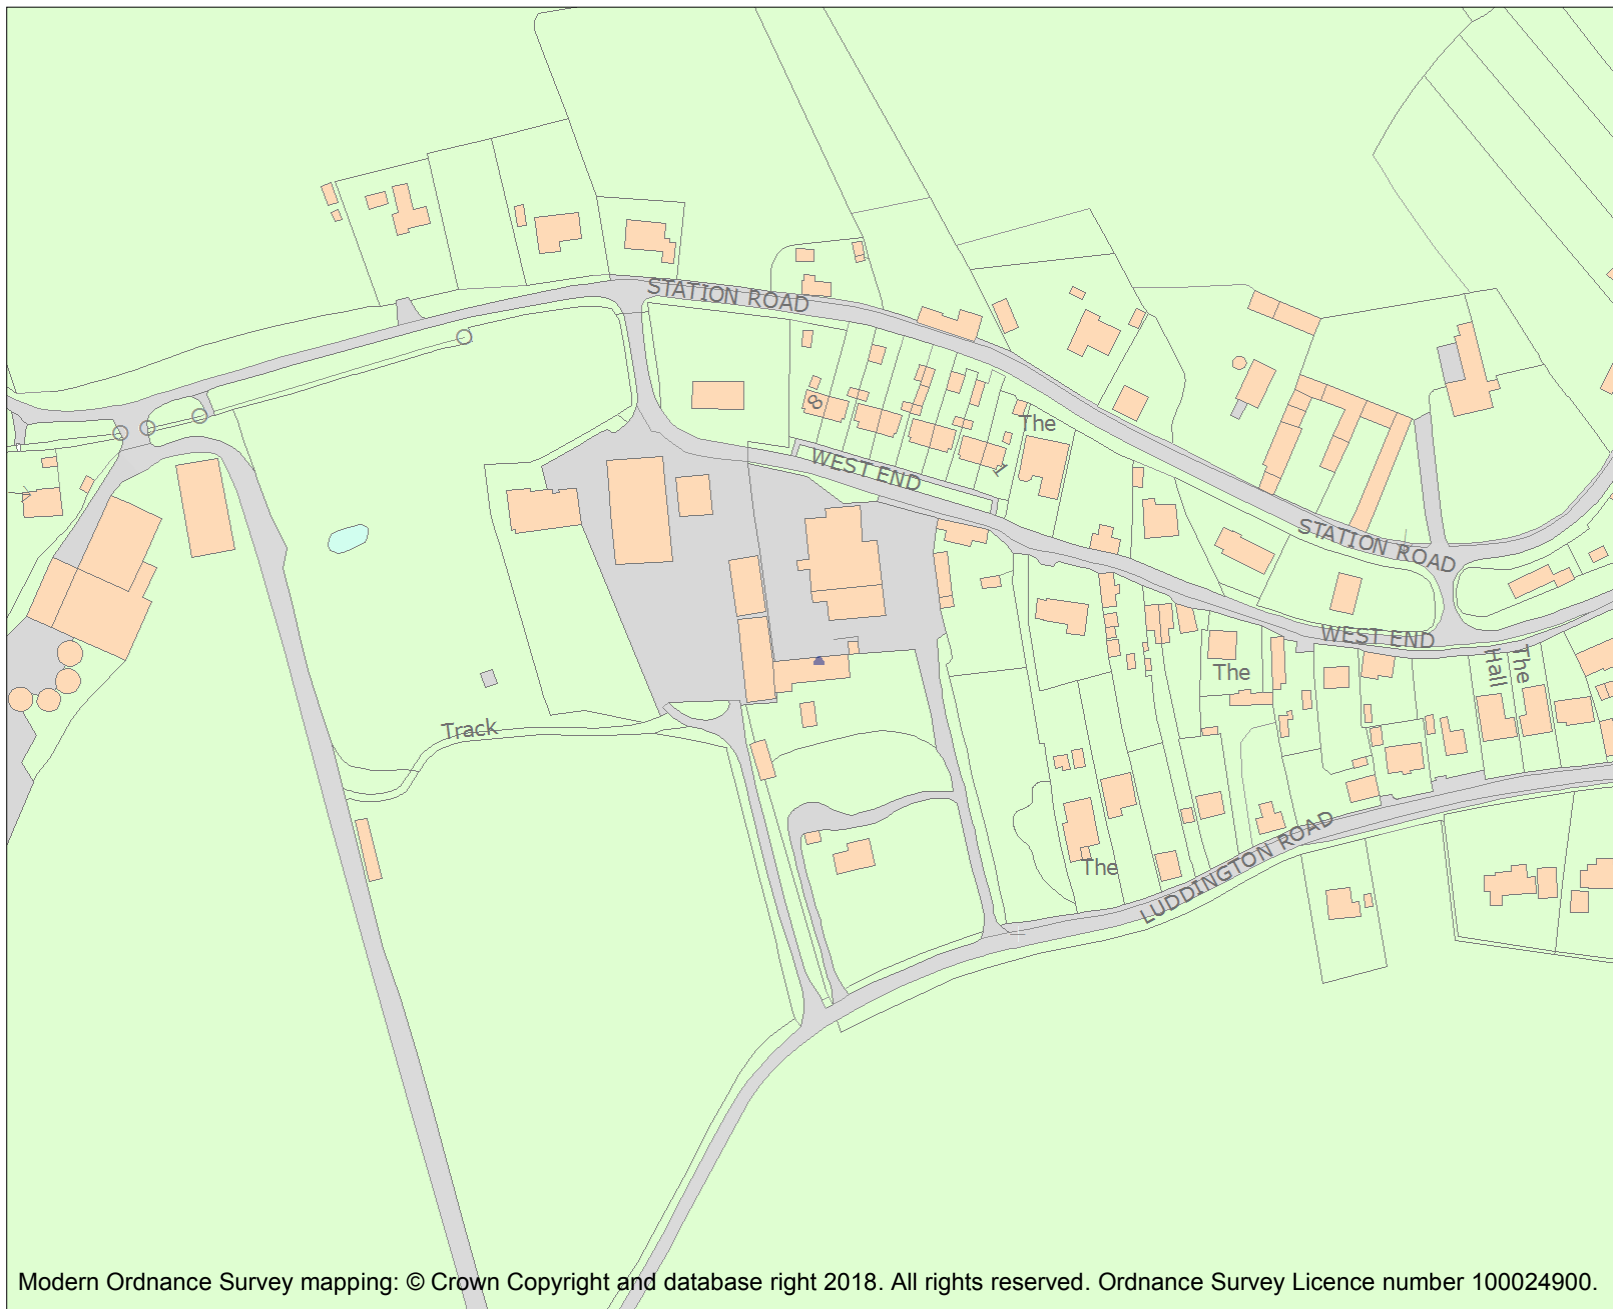 STATION ROAD
The
8
WEST END
1
STATION ROAD
WEST END
The
The
Hall
Track
LUDDINGTON ROAD
The
Modern Ordnance Survey mapping: © Crown Copyright and database right 2018. All rights reserved. Ordnance Survey Licence number 100024900.